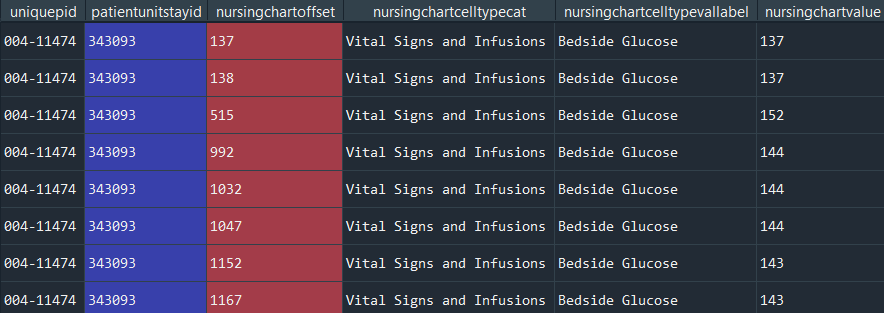 uniquepid patientunitstayid nursingchartoffset nursingchartcelltypecat nursingchartcelltypevallabel nursingchartvalue
004-11474 343093 137 Vital Signs and Infusions Bedside Glucose 137
004-11474 343093 138 Vital Signs and Infusions Bedside Glucose 137
004-11474 343093 515 Vital Signs and Infusions Bedside Glucose 152
004-11474 343093 992 Vital Signs and Infusions Bedside Glucose 144
004-11474 343093 1032 Vital Signs and Infusions Bedside Glucose 144
004-11474 343093 1047 Vital Signs and Infusions Bedside Glucose 144
004-11474 343093 1152 Vital Signs and Infusions Bedside Glucose 143
004-11474 343093 1167 Vital Signs and Infusions Bedside Glucose 143